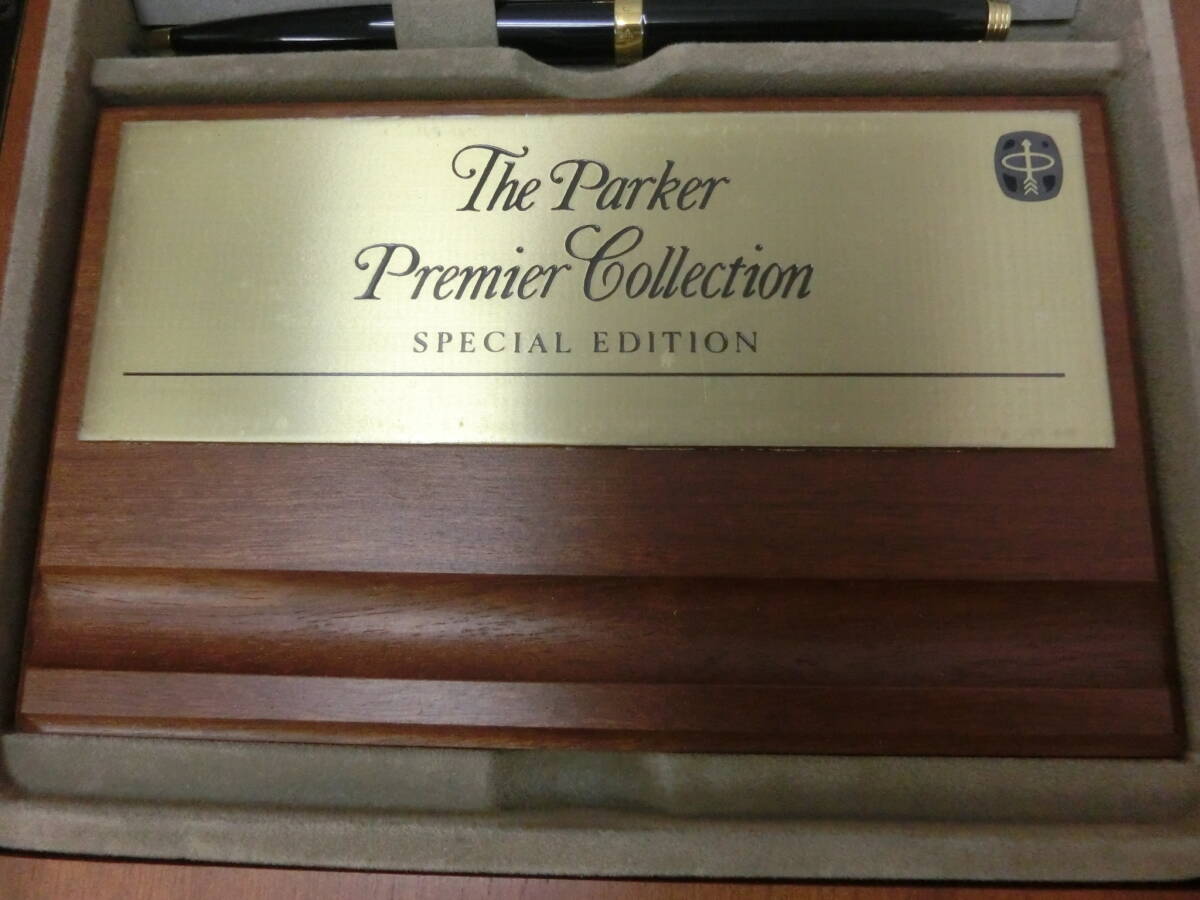 The Parker
Premier Collection
SPECIAL EDITION